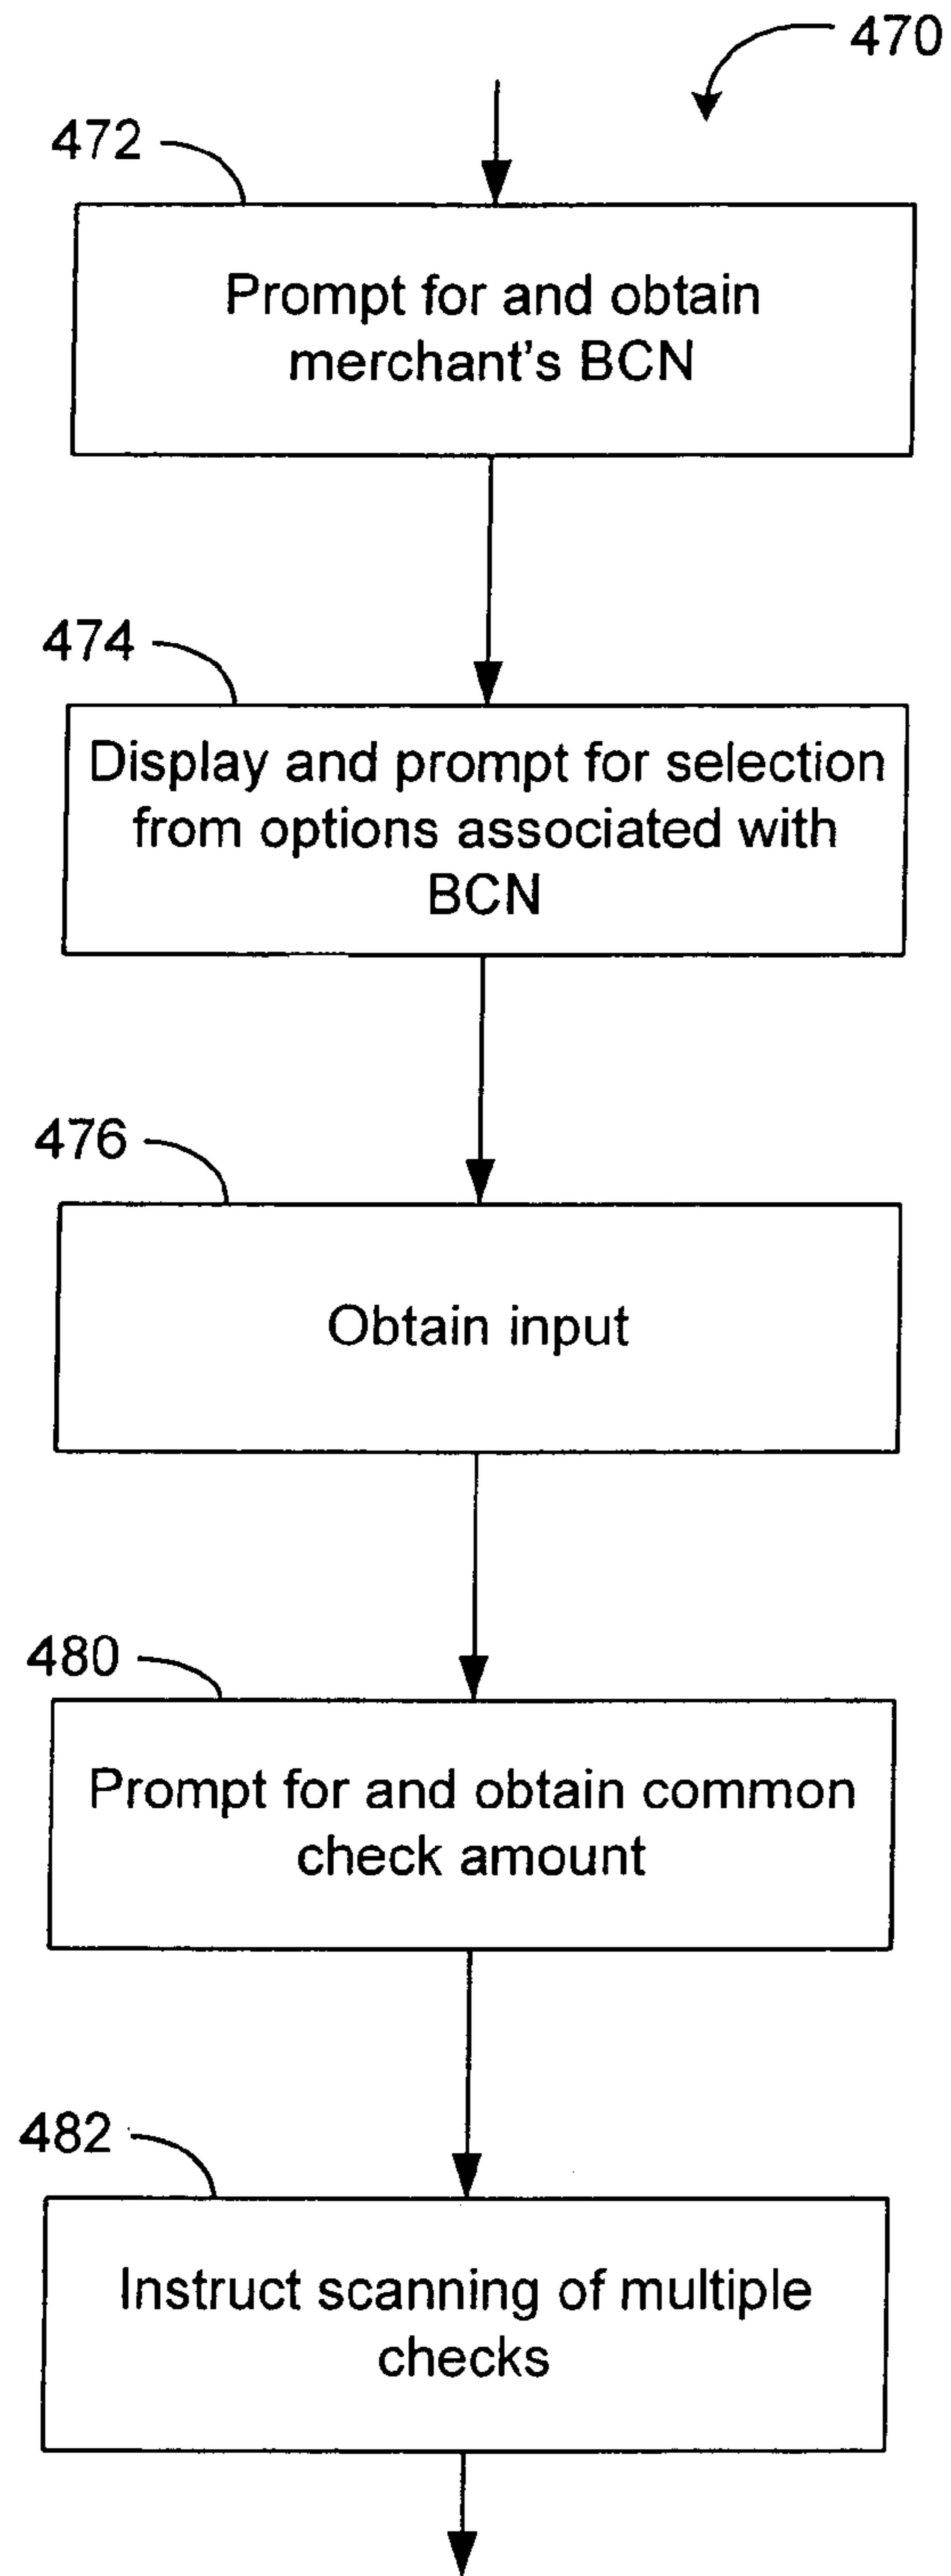 470
472
Prompt for and obtain
merchant's BCN
474
Display and prompt for selection
from options associated with
BCN
476
Obtain input
480
Prompt for and obtain common
check amount
482
Instruct scanning of multiple
checks